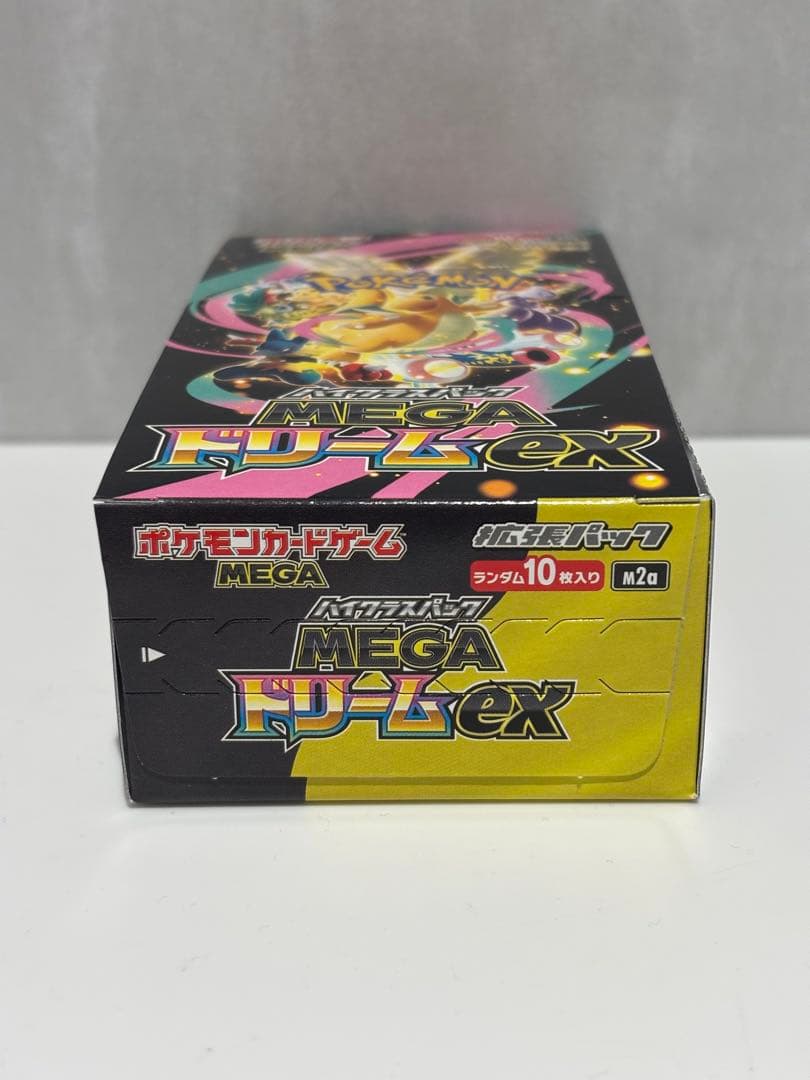 Pokémon
ハイクラスパック
MEGA
ドリームex
ポケモンカードゲーム
MEGA
拡張パック
ランダム10枚入り
M2a
ハイクラスパック
MEGA
ドリームex